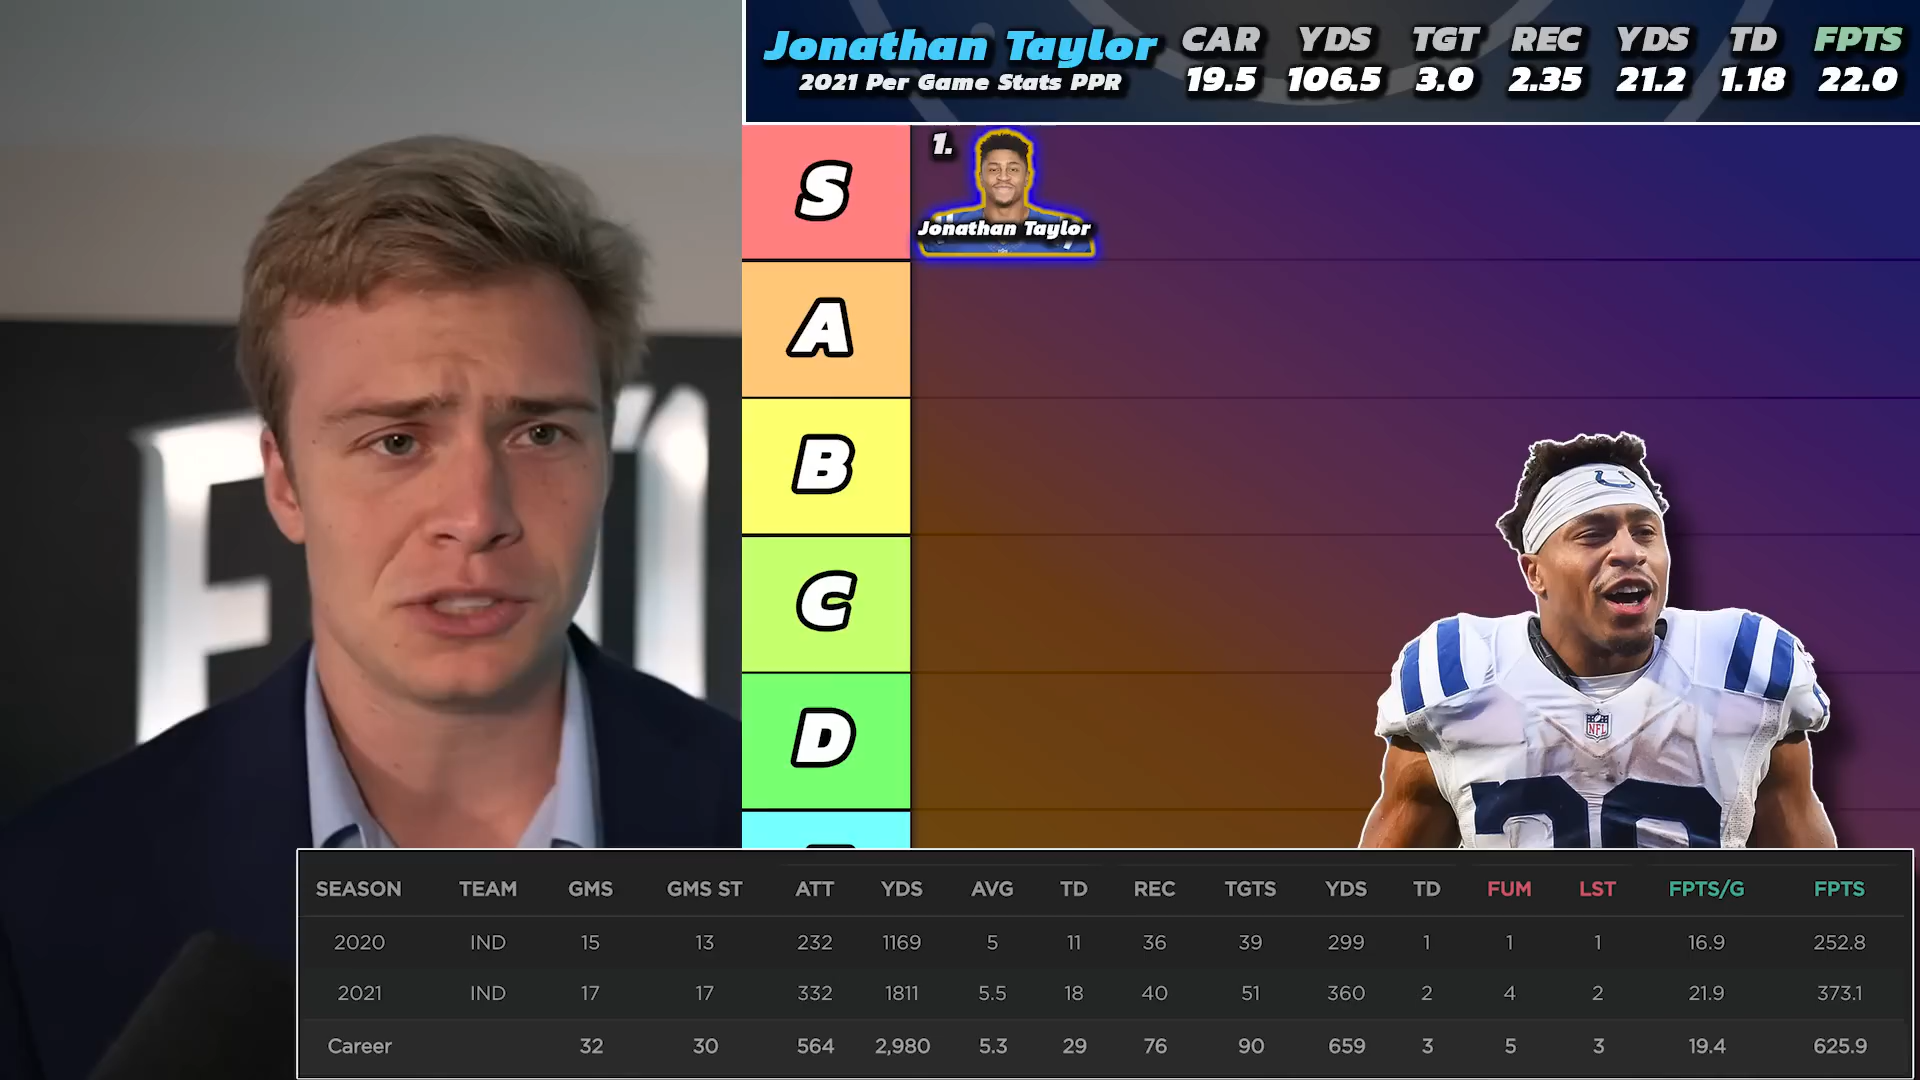 Jonathan Taylor
2021 Per Game Stats PPR
CAR YDS TGT REC YDS TD FPTS
19.5 106.5 3.0 2.35 21.2 1.18 22.0
S
1.
Jonathan Taylor
A
B
C
D
NFL
SEASON TEAM GMS GMS ST ATT YDS AVG TD REC TGTS YDS TD FUM LST FPTS/G FPTS
2020 IND 15 13 232 1169 5 11 36 39 299 1 1 1 16.9 252.8
2021 IND 17 17 332 1811 5.5 18 40 51 360 2 4 2 21.9 373.1
Career 32 30 564 2,980 5.3 29 76 90 659 3 5 3 19.4 625.9